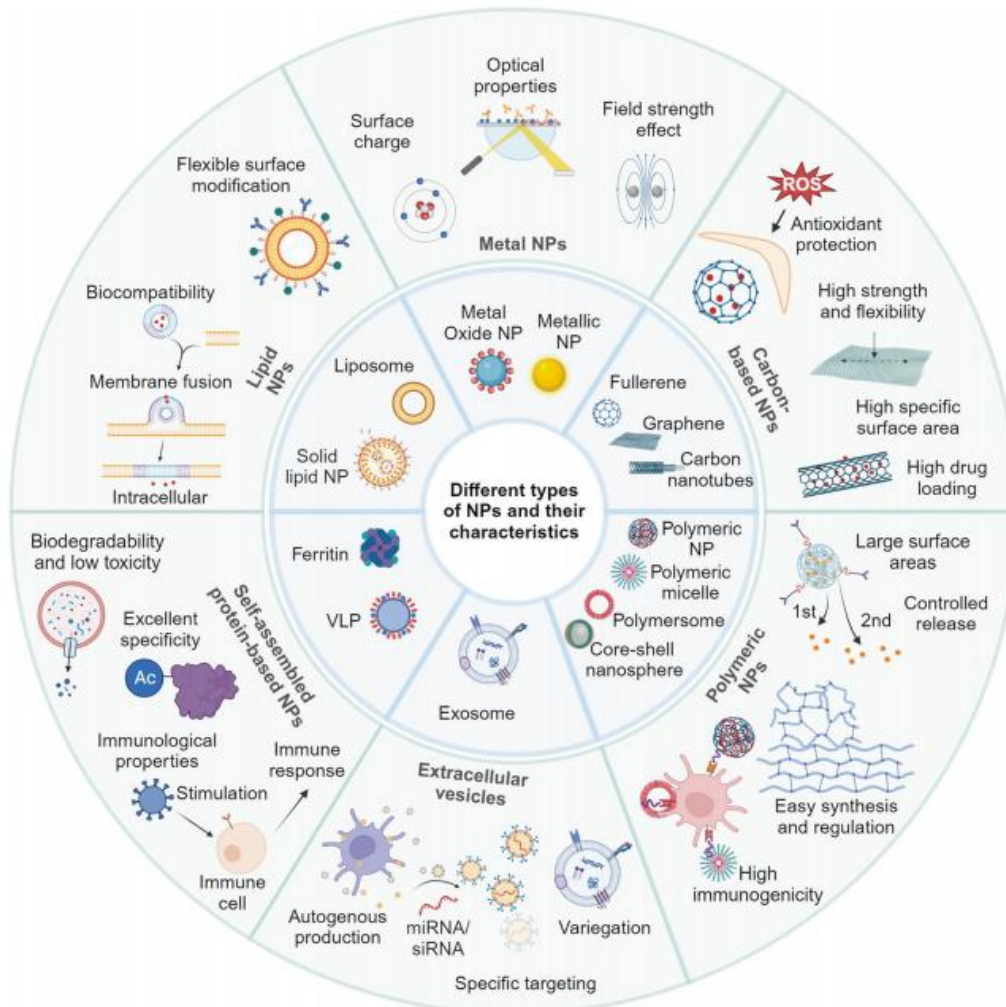 Different types
of NPs and their
characteristics
Metal NPs
Surface
charge
Optical
properties
Field strength
effect
Metal
Oxide NP
Metallic
NP
Carbon-
based NPs
ROS
Antioxidant
protection
High strength
and flexibility
High specific
surface area
High drug
loading
Fullerene
Graphene
Carbon
nanotubes
Polymeric
NPs
Large surface
areas
1st
2nd
Controlled
release
Easy synthesis
and regulation
High
immunogenicity
Polymeric
NP
Polymeric
micelle
Polymersome
Core-shell
nanosphere
Extracellular
vesicles
Exosome
Autogenous
production
miRNA/
siRNA
Variegation
Specific targeting
Self-assembled
protein-based NPs
Biodegradability
and low toxicity
Excellent
specificity
Ac
Immunological
properties
Stimulation
Immune
response
Immune
cell
Ferritin
VLP
Lipid
NPs
Flexible surface
modification
Biocompatibility
Membrane fusion
Intracellular
Liposome
Solid
lipid NP